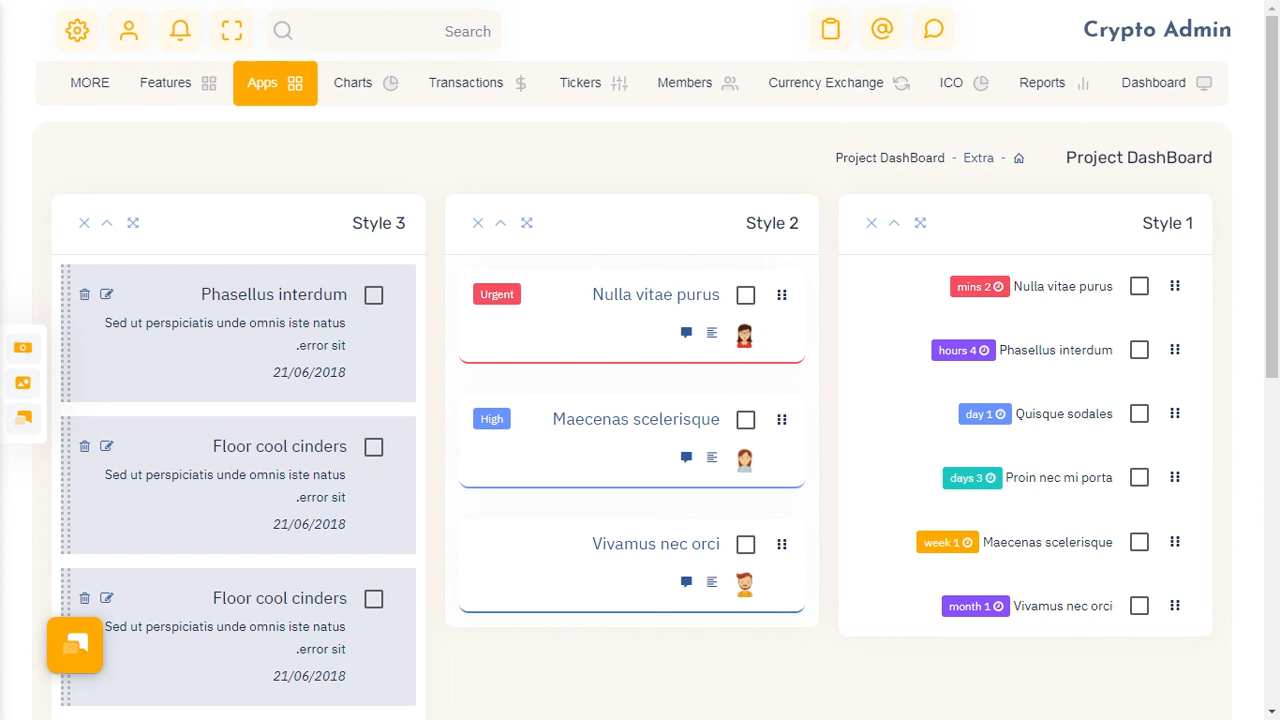 Search
Crypto Admin
MORE
Features
Apps
Charts
Transactions
Tickers
Members
Currency Exchange
ICO
Reports
Dashboard
Project DashBoard - Extra -
Project DashBoard
Style 3
Phasellus interdum
Sed ut perspiciatis unde omnis iste natus
.error sit
21/06/2018
Floor cool cinders
Sed ut perspiciatis unde omnis iste natus
.error sit
21/06/2018
Floor cool cinders
Sed ut perspiciatis unde omnis iste natus
.error sit
21/06/2018
Style 2
Urgent
Nulla vitae purus
High
Maecenas scelerisque
Vivamus nec orci
Style 1
mins 2 Nulla vitae purus
hours 4 Phasellus interdum
day 1 Quisque sodales
days 3 Proin nec mi porta
week 1 Maecenas scelerisque
month 1 Vivamus nec orci